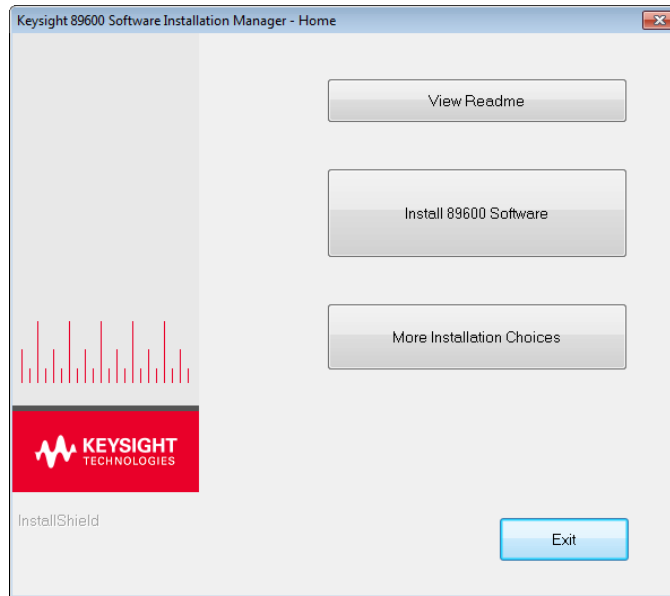 Keysight 89600 Software Installation Manager - Home
View Readme
Install 89600 Software
More Installation Choices
KEYSIGHT
TECHNOLOGIES
InstallShield
Exit